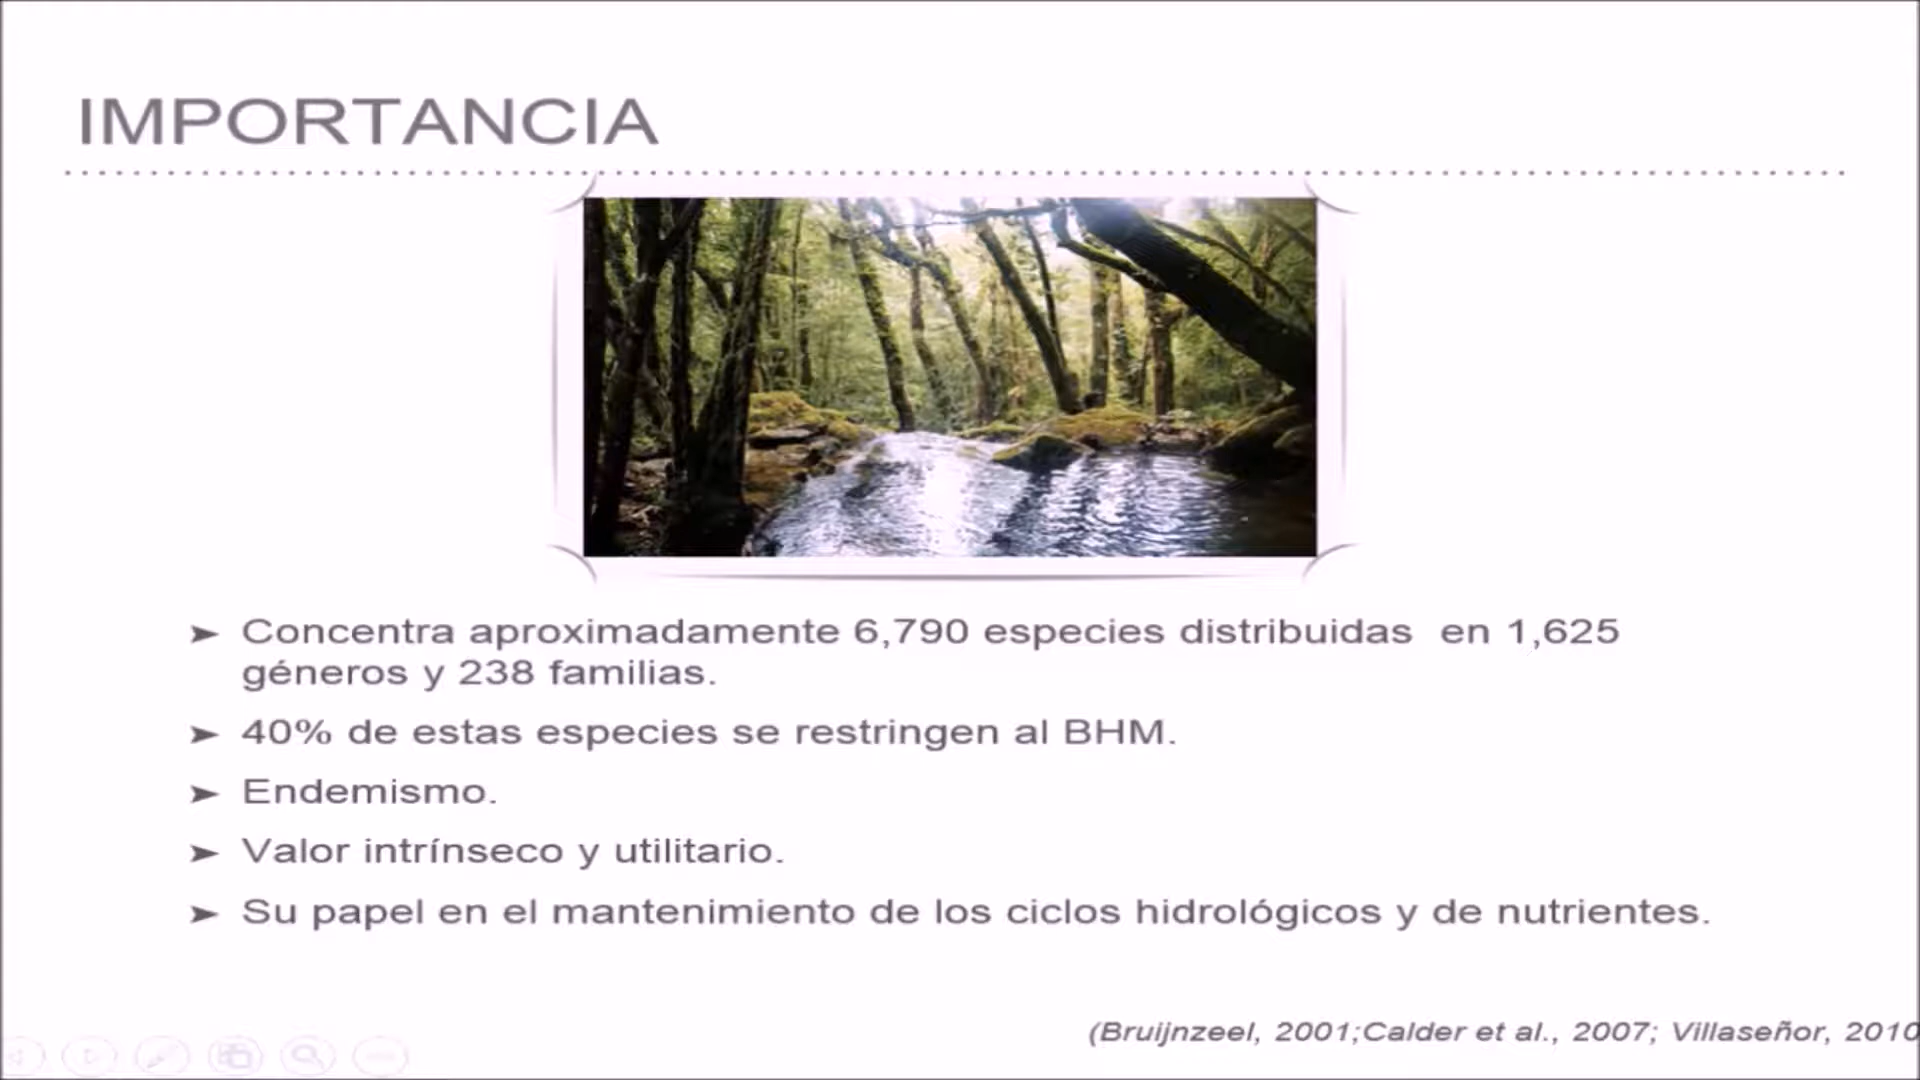 IMPORTANCIA
➤ Concentra aproximadamente 6,790 especies distribuidas en 1,625
géneros y 238 familias.
➤ 40% de estas especies se restringen al BHM.
➤ Endemismo.
➤ Valor intrínseco y utilitario.
➤ Su papel en el mantenimiento de los ciclos hidrológicos y de nutrientes.
(Bruijnzeel, 2001;Calder et al., 2007; Villaseñor, 2010